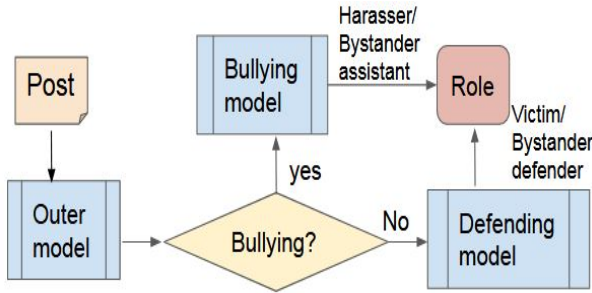 Post
Outer
model
Bullying?
yes
Bullying
model
Harasser/
Bystander
assistant
Role
No
Defending
model
Victim/
Bystander
defender